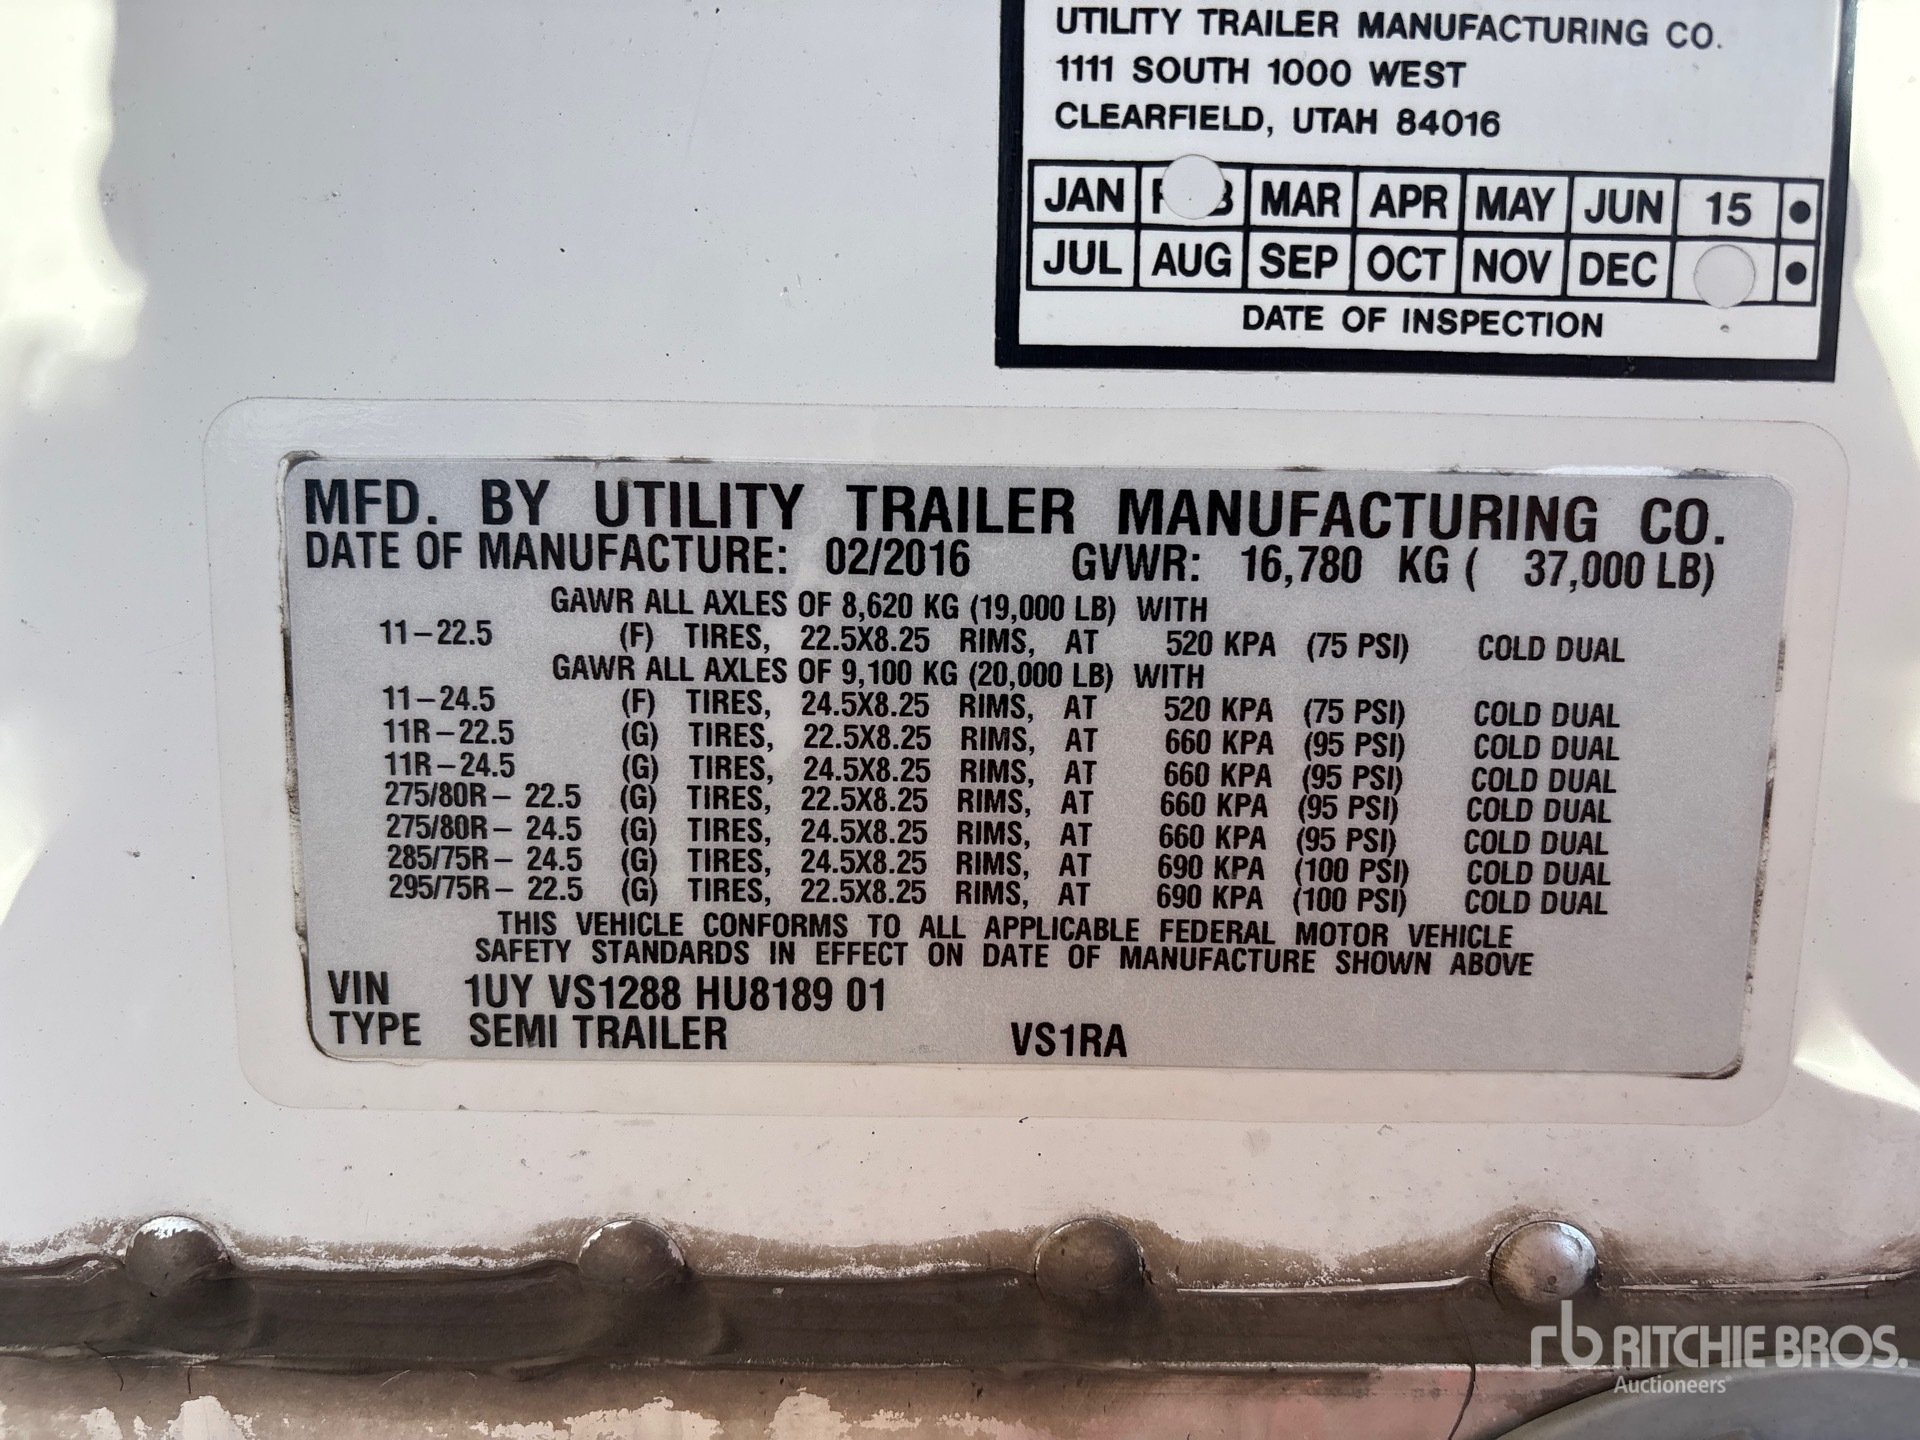 UTILITY TRAILER MANUFACTURING CO.
1111 SOUTH 1000 WEST
CLEARFIELD, UTAH 84016
JAN F B MAR APR MAY JUN 15 •
JUL AUG SEP OCT NOV DEC •
DATE OF INSPECTION
MFD. BY UTILITY TRAILER MANUFACTURING CO.
DATE OF MANUFACTURE: 02/2016 GVWR: 16,780 KG ( 37,000 LB)
GAWR ALL AXLES OF 8,620 KG (19,000 LB) WITH
11-22.5 (F) TIRES, 22.5X8.25 RIMS, AT 520 KPA (75 PSI) COLD DUAL
GAWR ALL AXLES OF 9,100 KG (20,000 LB) WITH
11-24.5 (F) TIRES, 24.5X8.25 RIMS, AT 520 KPA (75 PSI) COLD DUAL
11R-22.5 (G) TIRES, 22.5X8.25 RIMS, AT 660 KPA (95 PSI) COLD DUAL
11R-24.5 (G) TIRES, 24.5X8.25 RIMS, AT 660 KPA (95 PSI) COLD DUAL
275/80R- 22.5 (G) TIRES, 22.5X8.25 RIMS, AT 660 KPA (95 PSI) COLD DUAL
275/80R- 24.5 (G) TIRES, 24.5X8.25 RIMS, AT 660 KPA (95 PSI) COLD DUAL
285/75R- 24.5 (G) TIRES, 24.5X8.25 RIMS, AT 690 KPA (100 PSI) COLD DUAL
295/75R- 22.5 (G) TIRES, 22.5X8.25 RIMS, AT 690 KPA (100 PSI) COLD DUAL
THIS VEHICLE CONFORMS TO ALL APPLICABLE FEDERAL MOTOR VEHICLE
SAFETY STANDARDS IN EFFECT ON DATE OF MANUFACTURE SHOWN ABOVE
VIN 1UY VS1288 HU8189 01
TYPE SEMI TRAILER VS1RA
rb RITCHIE BROS.
Auctioneers